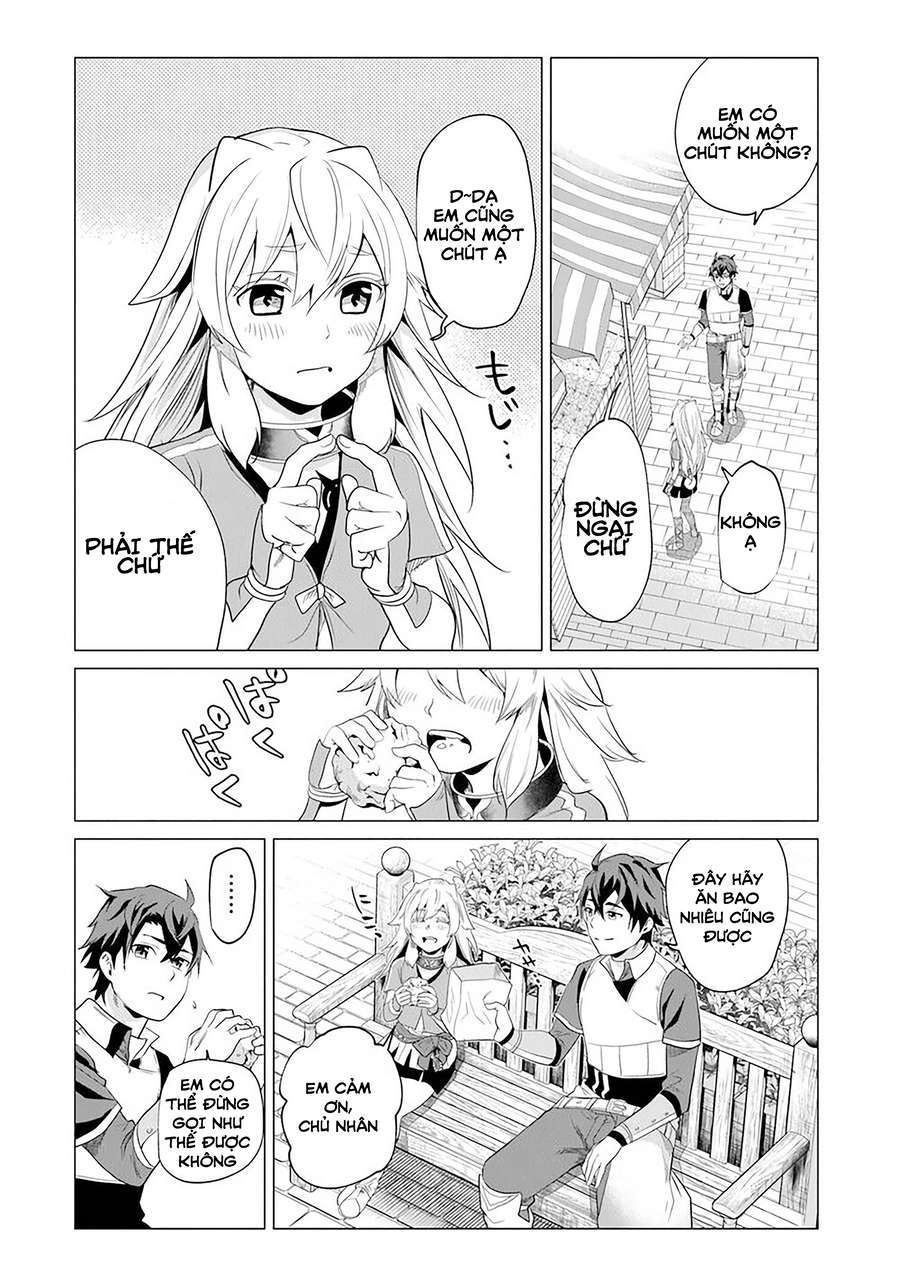 EM CÓ
MUỐN MỘT
CHÚT KHÔNG?
KHÔNG
Ạ
ĐỪNG
NGẠI
CHỨ
D~DẠ
EM CŨNG
MUỐN MỘT
CHÚT Ạ
もじ...
PHẢI THẾ
CHỨ
ぱく
ぱく
ĐÂY HÃY
ĂN BAO
NHIÊU CŨNG
ĐƯỢC
EM CẢM
ƠN,
CHỦ NHÂN
......
EM CÓ
THỂ ĐỪNG
GỌI NHƯ
THẾ ĐƯỢC
KHÔNG